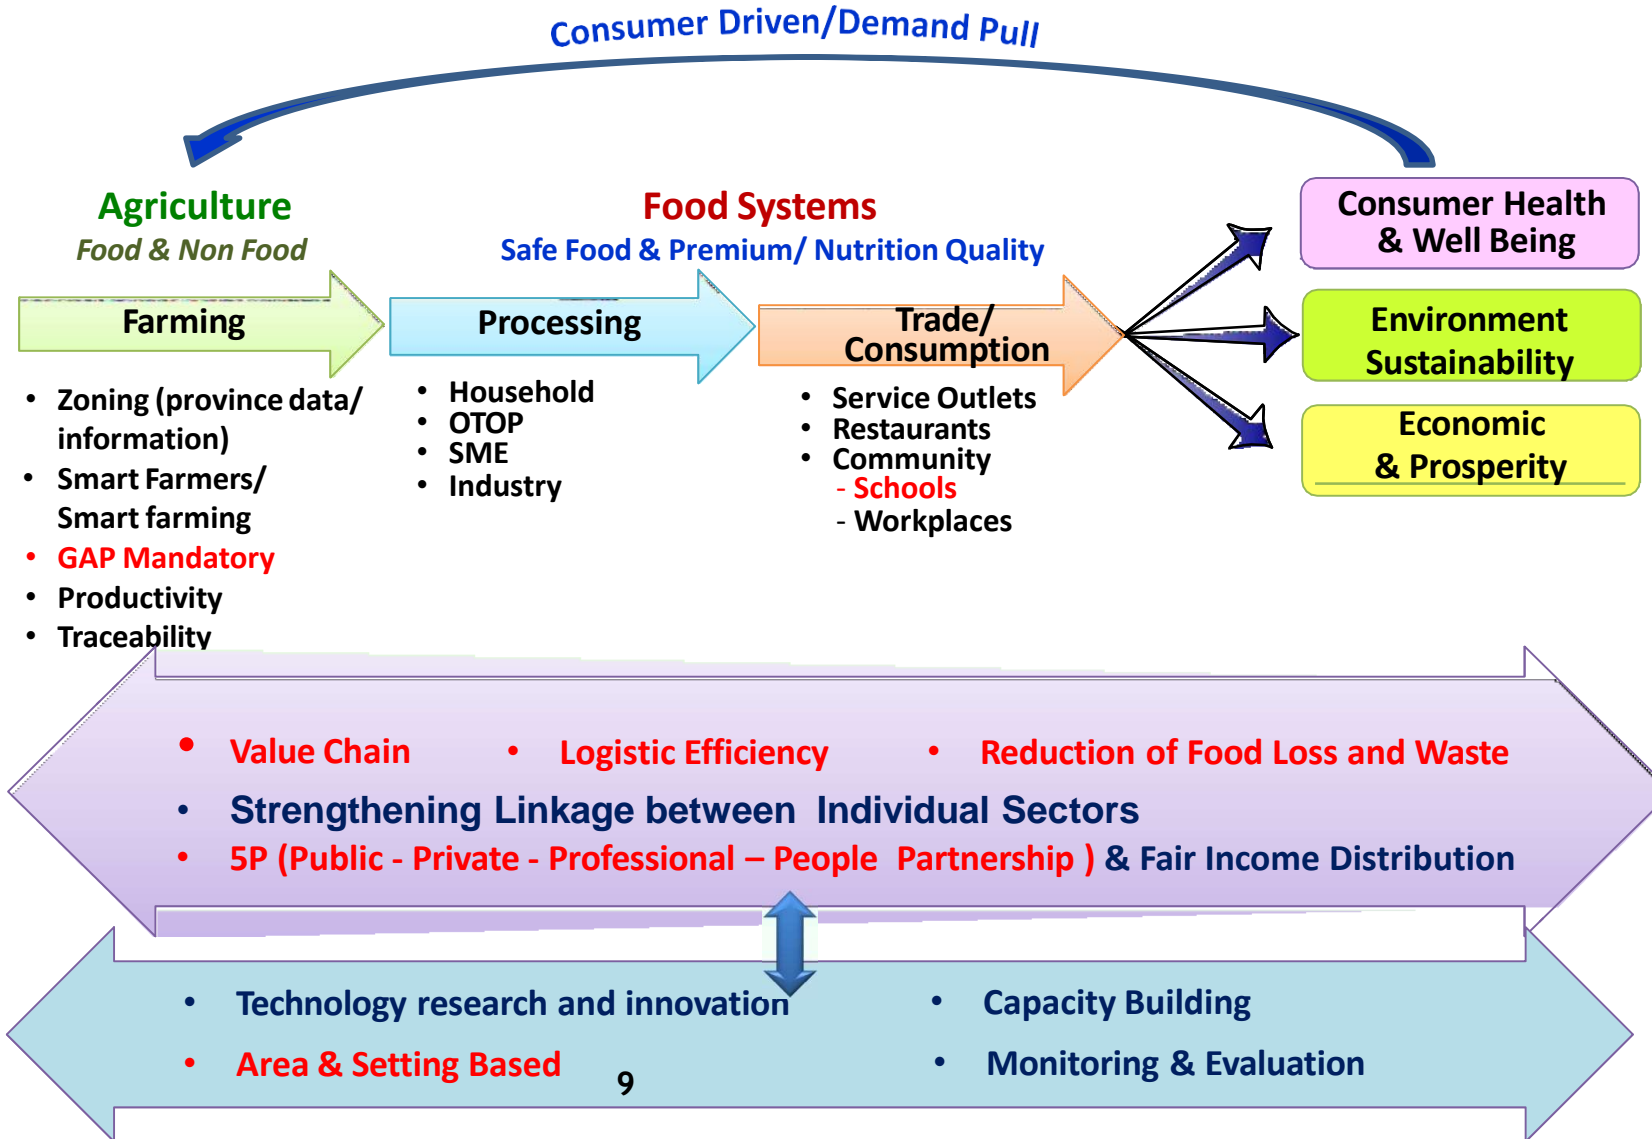 Consumer Driven/Demand Pull
Agriculture
Food & Non Food
Food Systems
Safe Food & Premium/ Nutrition Quality
Farming
Processing
Trade/
Consumption
Consumer Health
& Well Being
Environment
Sustainability
Economic
& Prosperity
• Zoning (province data/
information)
• Smart Farmers/
Smart farming
• GAP Mandatory
• Productivity
• Traceability
• Household
• OTOP
• SME
• Industry
• Service Outlets
• Restaurants
• Community
- Schools
- Workplaces
• Value Chain • Logistic Efficiency • Reduction of Food Loss and Waste
• Strengthening Linkage between Individual Sectors
• 5P (Public - Private - Professional – People Partnership ) & Fair Income Distribution
• Technology research and innovation • Capacity Building
• Area & Setting Based • Monitoring & Evaluation
9